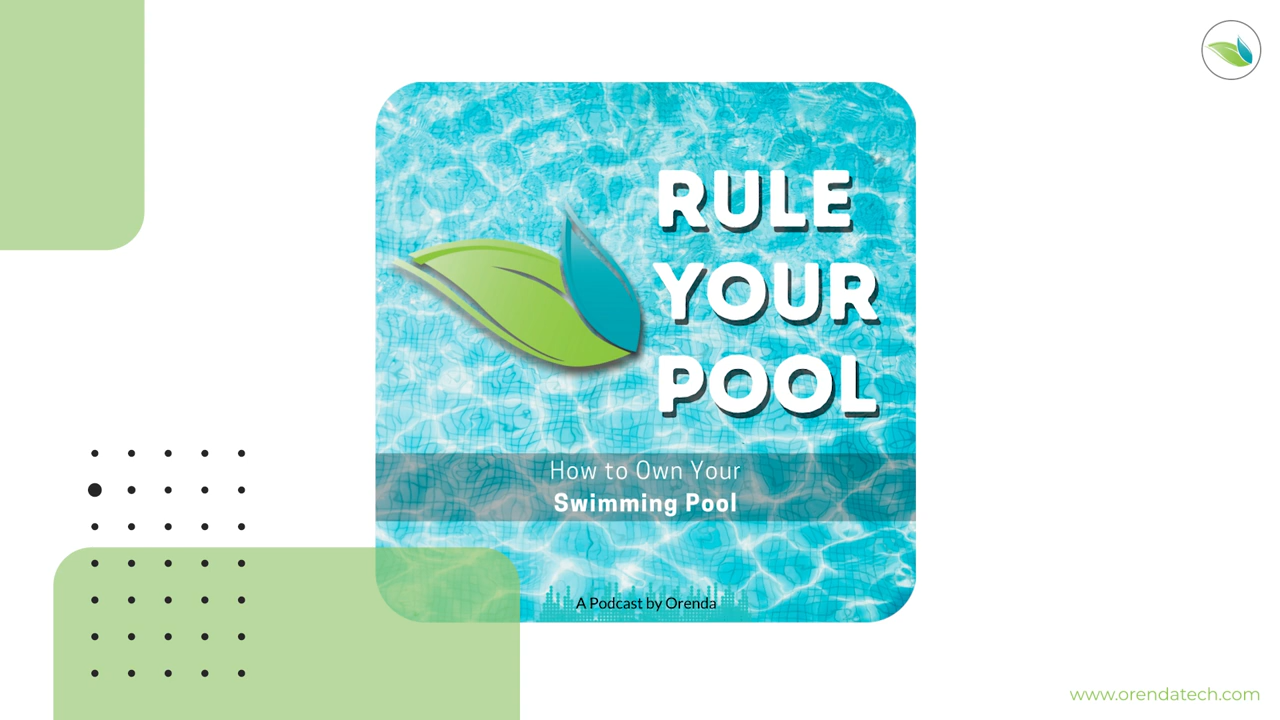 RULE
YOUR
POOL
How to Own Your
Swimming Pool
A Podcast by Orenda
www.orendatech.com